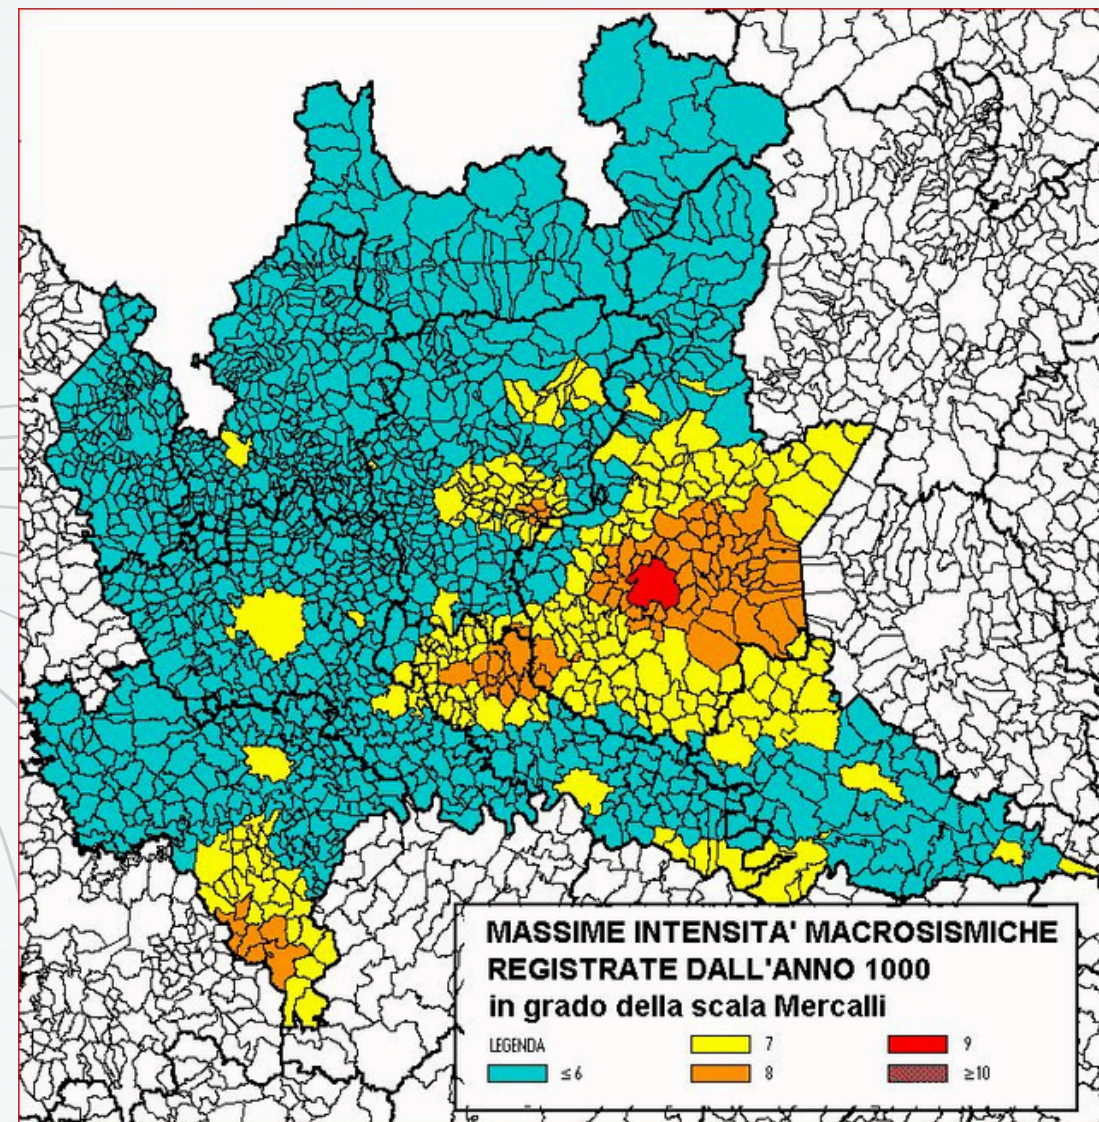 MASSIME INTENSITA' MACROSISMICHE
REGISTRATE DALL'ANNO 1000
in grado della scala Mercalli
LEGENDA
≤ 6
7
8
9
≥10